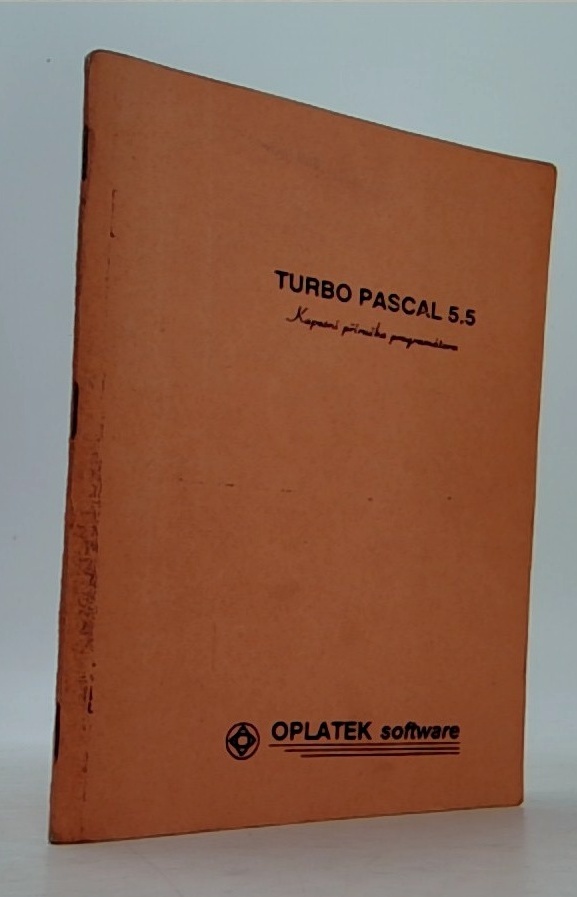 TURBO PASCAL 5.5
Kapesní příručka programátora
OPLATEK software